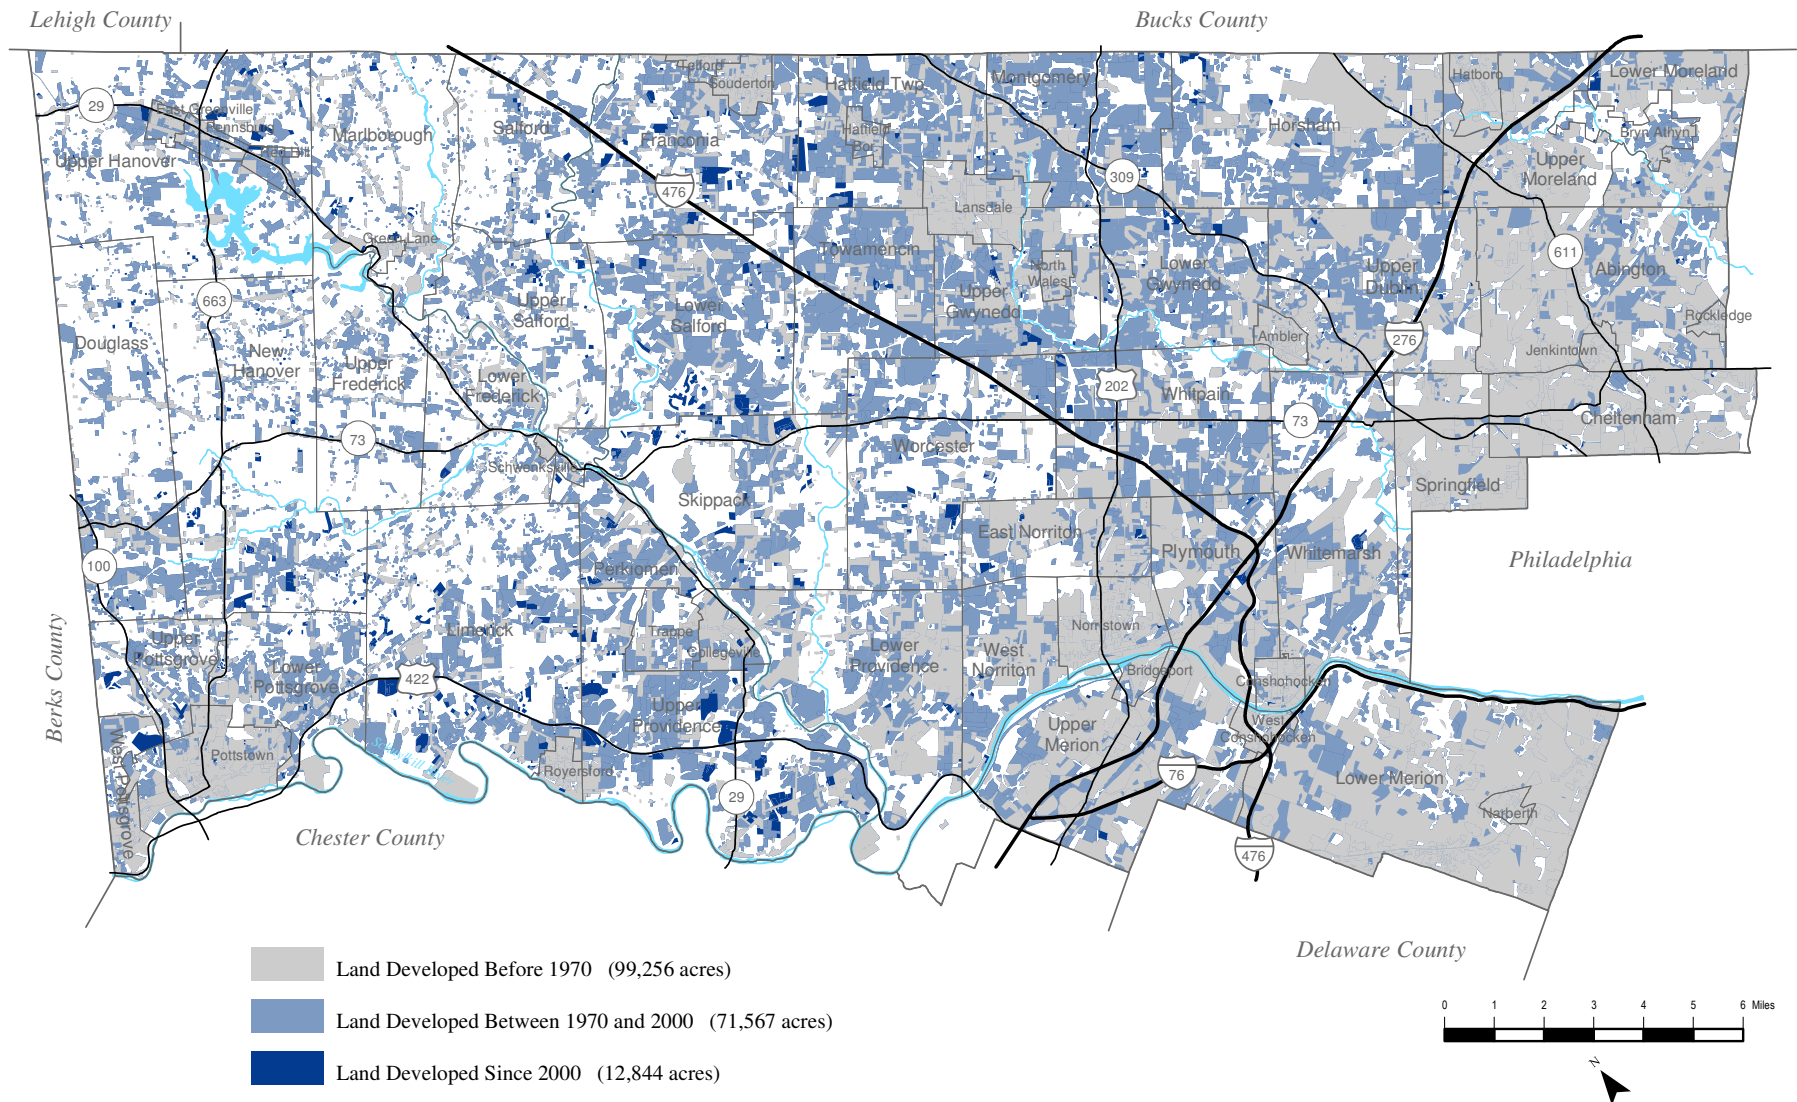 Lehigh County
Bucks County
Telford
Souderton
Hatfield Twp
Montgomery
Hatboro
Lower Moreland
29
East Greenville
Pennsburg
Red Hill
Upper Hanover
Marlborough
Salford
Franconia
Hatfield
Bor
Horsham
Bryn Athyn
Upper
Moreland
476
309
Lansdale
Green Lane
Towamencin
North
Wales
Lower
Gwynedd
Upper
Dublin
611
Abington
663
Upper
Salford
Lower
Salford
Upper
Gwynedd
Ambler
276
Rockledge
Jenkintown
Douglass
New
Hanover
Upper
Frederick
Lower
Frederick
202
Whitpain
73
Cheltenham
73
Worcester
Schwenksville
Skippack
Springfield
East Norriton
Plymouth
Whitemarsh
Philadelphia
100
Perkiomen
Berks County
Upper
Pottsgrove
Lower
Pottsgrove
Limerick
Trappe
Collegeville
Lower
Providence
West
Norriton
Norristown
Bridgeport
Conshohocken
422
Upper
Providence
Upper
Merion
West
Conshohocken
West Pottsgrove
Pottstown
Royersford
29
76
Lower Merion
Narberth
Chester County
476
Delaware County
Land Developed Before 1970 (99,256 acres)
Land Developed Between 1970 and 2000 (71,567 acres)
Land Developed Since 2000 (12,844 acres)
0 1 2 3 4 5 6 Miles
N